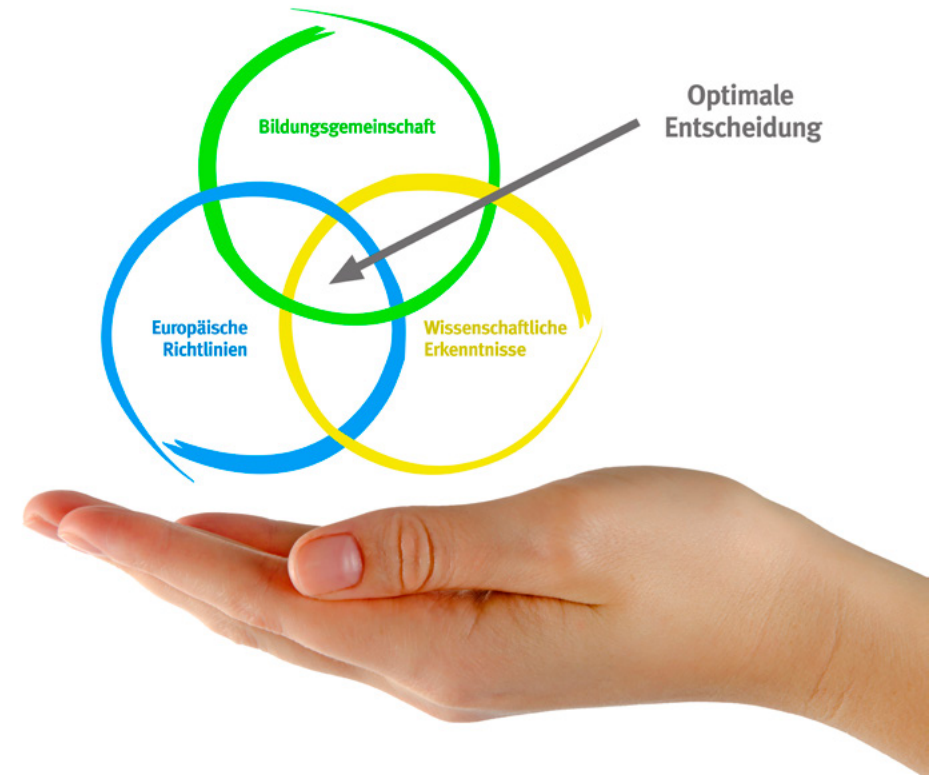 Optimale
Entscheidung
Bildungsgemeinschaft
Europäische
Richtlinien
Wissenschaftliche
Erkenntnisse